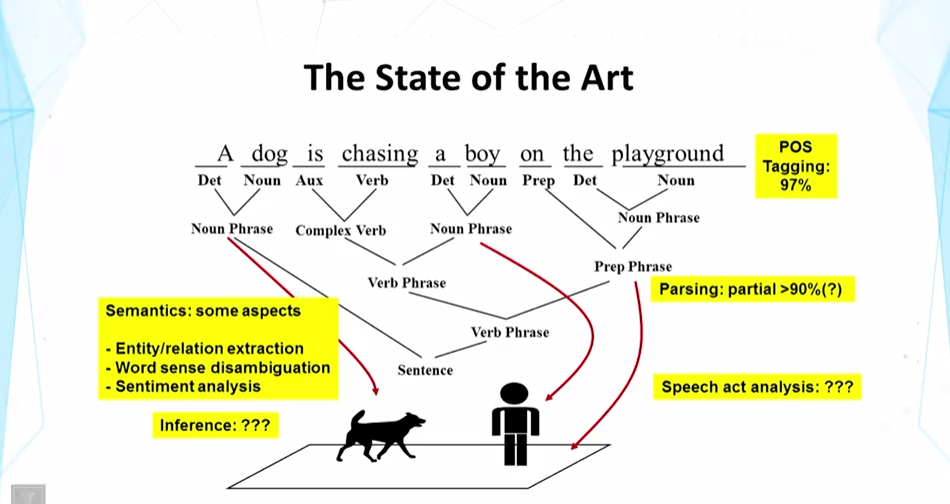 The State of the Art
A dog is chasing a boy on the playground
POS
Tagging:
97%
Det Noun Aux Verb Det Noun Prep Det Noun
Noun Phrase
Noun Phrase Complex Verb Noun Phrase
Prep Phrase
Verb Phrase
Parsing: partial >90%(?)
Semantics: some aspects
- Entity/relation extraction
- Word sense disambiguation
- Sentiment analysis
Verb Phrase
Sentence
Speech act analysis: ???
Inference: ???